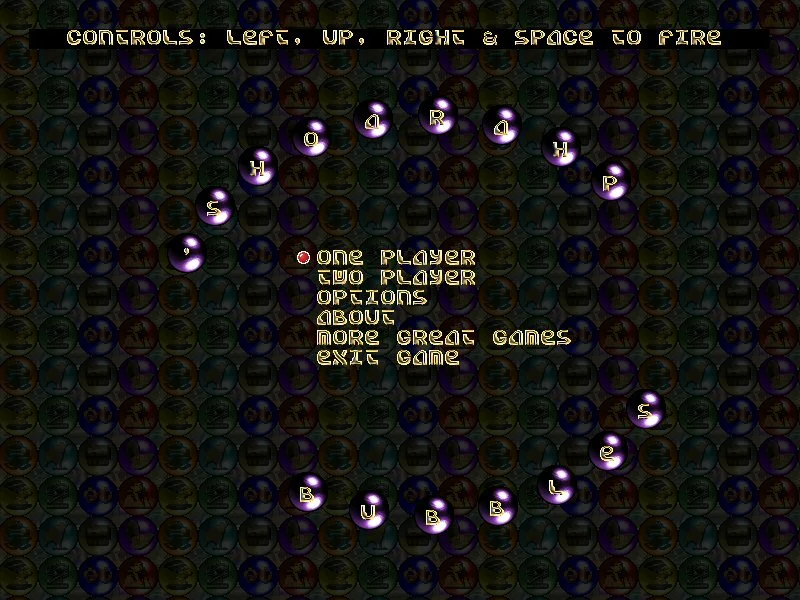 CONTROLS: LEFT, UP, RIGHT & SPACE TO FIRE
PHARAOHS'
ONE PLAYER
TWO PLAYER
OPTIONS
ABOUT
MORE GREAT GAMES
EXIT GAME
BUBBLES